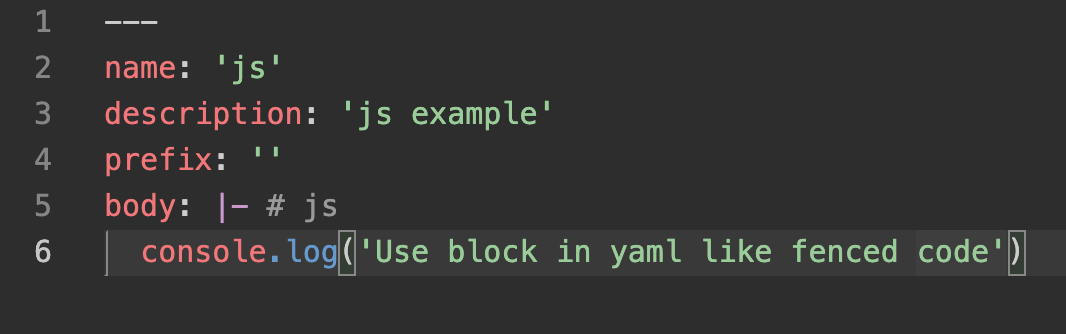 1 ---
2 name: 'js'
3 description: 'js example'
4 prefix: ''
5 body: |- # js
6 console.log('Use block in yaml like fenced code')